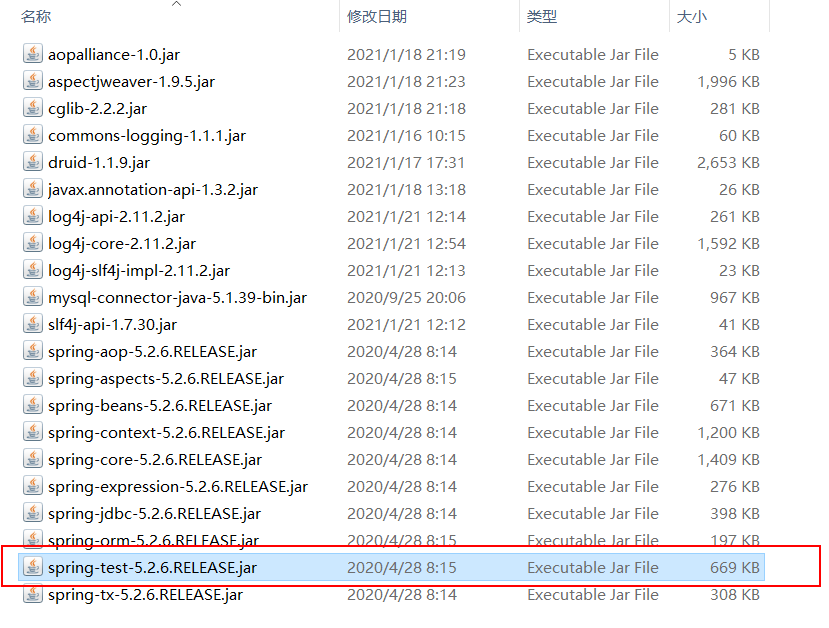 名称 修改日期 类型 大小
aopalliance-1.0.jar 2021/1/18 21:19 Executable Jar File 5 KB
aspectjweaver-1.9.5.jar 2021/1/18 21:23 Executable Jar File 1,996 KB
cglib-2.2.2.jar 2021/1/18 21:18 Executable Jar File 281 KB
commons-logging-1.1.1.jar 2021/1/16 10:15 Executable Jar File 60 KB
druid-1.1.9.jar 2021/1/17 17:31 Executable Jar File 2,653 KB
javax.annotation-api-1.3.2.jar 2021/1/18 13:18 Executable Jar File 26 KB
log4j-api-2.11.2.jar 2021/1/21 12:14 Executable Jar File 261 KB
log4j-core-2.11.2.jar 2021/1/21 12:54 Executable Jar File 1,592 KB
log4j-slf4j-impl-2.11.2.jar 2021/1/21 12:13 Executable Jar File 23 KB
mysql-connector-java-5.1.39-bin.jar 2020/9/25 20:06 Executable Jar File 967 KB
slf4j-api-1.7.30.jar 2021/1/21 12:12 Executable Jar File 41 KB
spring-aop-5.2.6.RELEASE.jar 2020/4/28 8:14 Executable Jar File 364 KB
spring-aspects-5.2.6.RELEASE.jar 2020/4/28 8:15 Executable Jar File 47 KB
spring-beans-5.2.6.RELEASE.jar 2020/4/28 8:14 Executable Jar File 671 KB
spring-context-5.2.6.RELEASE.jar 2020/4/28 8:14 Executable Jar File 1,200 KB
spring-core-5.2.6.RELEASE.jar 2020/4/28 8:14 Executable Jar File 1,409 KB
spring-expression-5.2.6.RELEASE.jar 2020/4/28 8:14 Executable Jar File 276 KB
spring-jdbc-5.2.6.RELEASE.jar 2020/4/28 8:14 Executable Jar File 398 KB
spring-orm-5.2.6.RELEASE.jar 2020/4/28 8:15 Executable Jar File 197 KB
spring-test-5.2.6.RELEASE.jar 2020/4/28 8:15 Executable Jar File 669 KB
spring-tx-5.2.6.RELEASE.jar 2020/4/28 8:14 Executable Jar File 308 KB